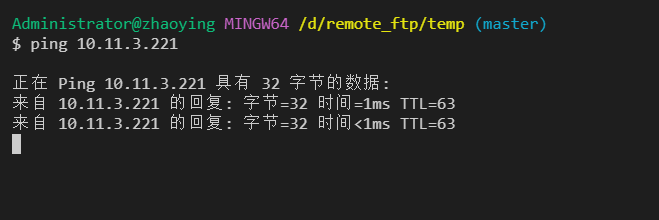 Administrator@zhaoying MINGW64 /d/remote_ftp/temp (master)
$ ping 10.11.3.221
正在 Ping 10.11.3.221 具有 32 字节的数据:
来自 10.11.3.221 的回复: 字节=32 时间=1ms TTL=63
来自 10.11.3.221 的回复: 字节=32 时间<1ms TTL=63